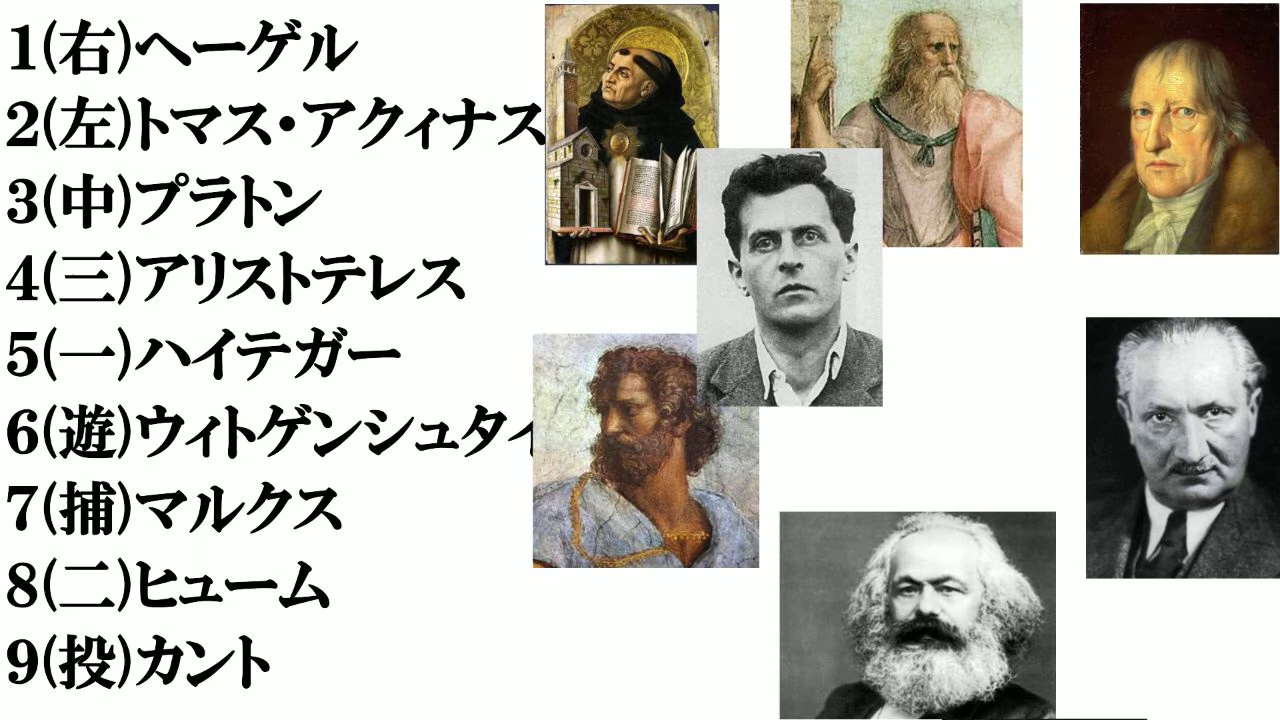 1(右)ヘーゲル
2(左)トマス・アクィナス
3(中)プラトン
4(三)アリストテレス
5(一)ハイテガー
6(遊)ウィトゲンシュタイ
7(捕)マルクス
8(二)ヒューム
9(投)カント